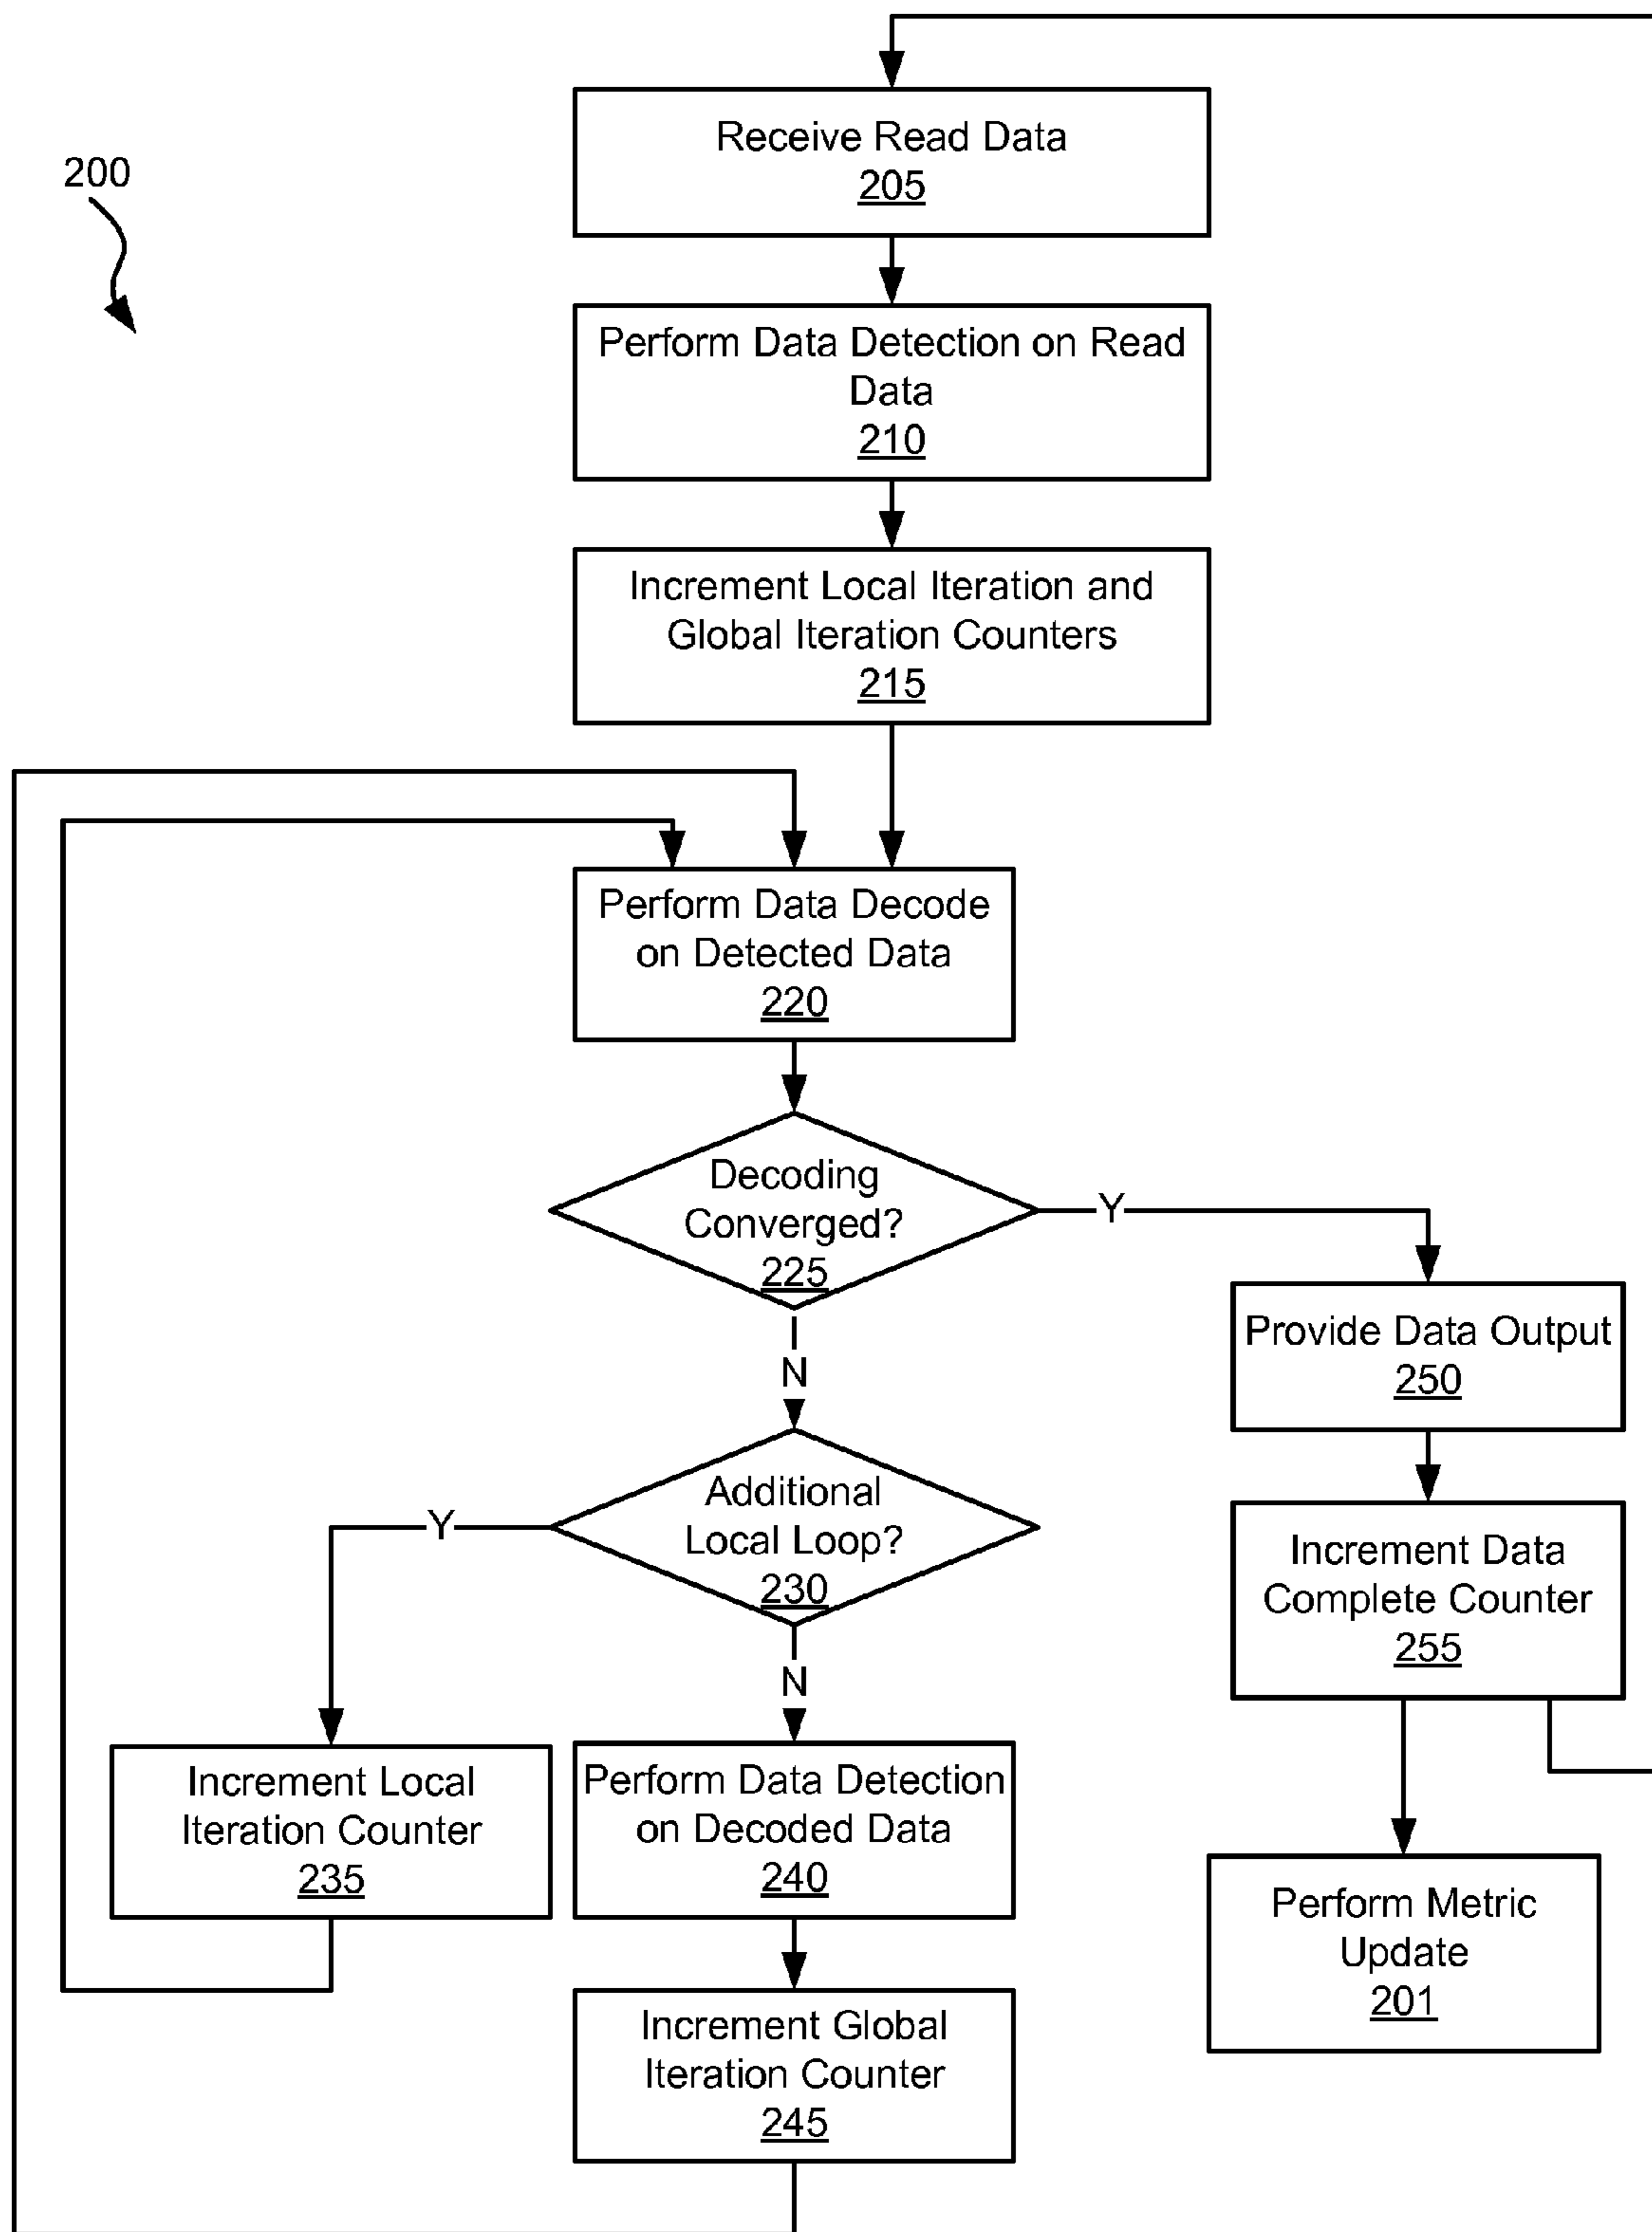 200
Receive Read Data
205
Perform Data Detection on Read
Data
210
Increment Local Iteration and
Global Iteration Counters
215
Perform Data Decode
on Detected Data
220
Decoding
Converged?
225
Y
N
Provide Data Output
250
Additional
Local Loop?
230
Y
N
Increment Data
Complete Counter
255
Increment Local
Iteration Counter
235
Perform Data Detection
on Decoded Data
240
Perform Metric
Update
201
Increment Global
Iteration Counter
245